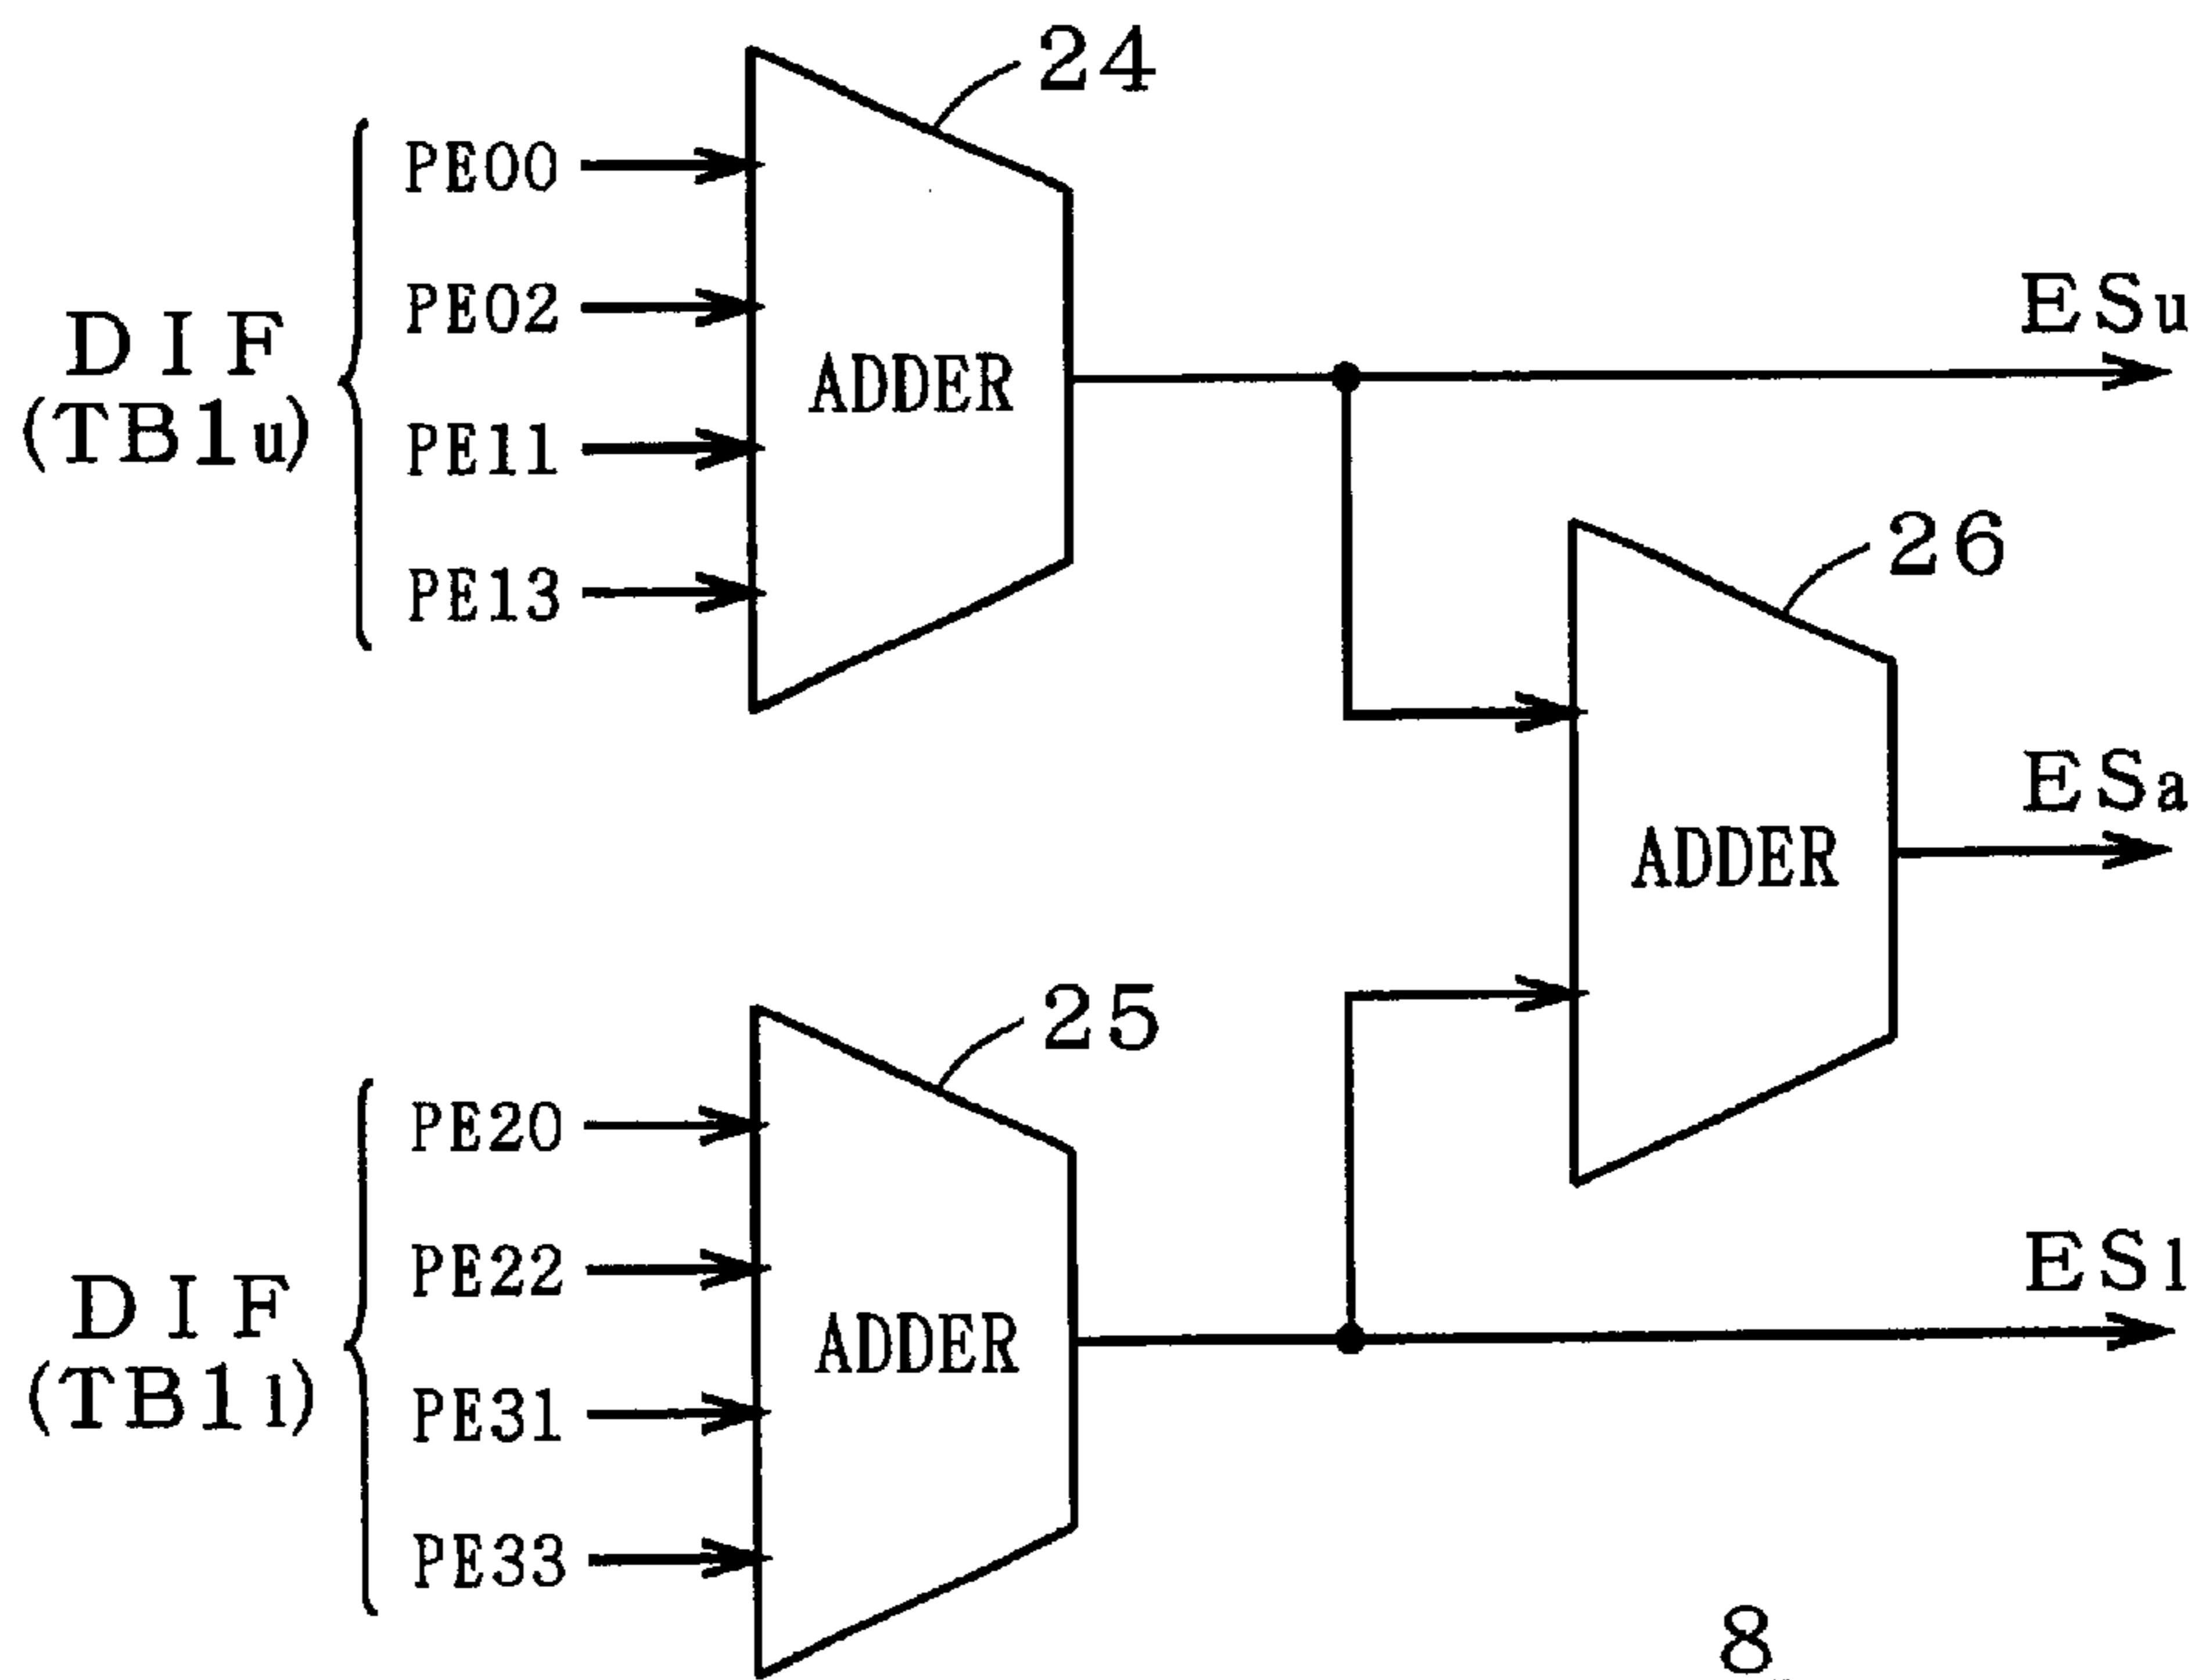 24
PE00
PE02
PE11
PE13
DIF
(TB1u)
ADDER
ESu
26
ADDER
ESa
25
PE20
PE22
PE31
PE33
DIF
(TB1l)
ADDER
ESl
8